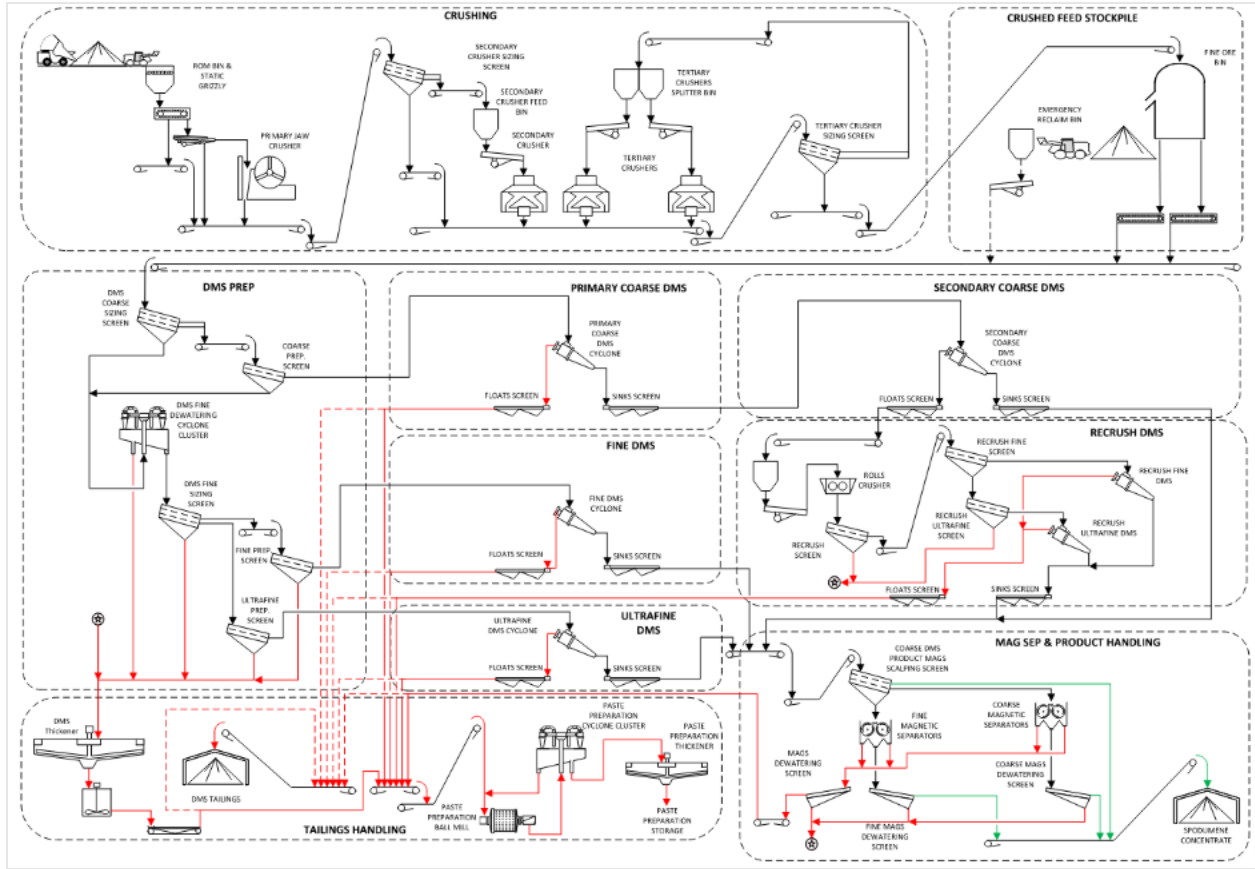 CRUSHING
ROM BIN &
STATIC
GRIZZLY
PRIMARY JAW
CRUSHER
SECONDARY
CRUSHER SIZING
SCREEN
SECONDARY
CRUSHER FEED
BIN
SECONDARY
CRUSHER
TERTIARY
CRUSHERS
SPLITTER BIN
TERTIARY
CRUSHERS
TERTIARY CRUSHER
SIZING SCREEN
CRUSHED FEED STOCKPILE
FINE ORE
BIN
EMERGENCY
RECLAIM BIN
DMS PREP
DMS
COARSE
SIZING
SCREEN
COARSE
PREP.
SCREEN
DMS FINE
DEWATERING
CYCLONE
CLUSTER
DMS FINE
SIZING
SCREEN
FINE PREP.
SCREEN
ULTRAFINE
PREP.
SCREEN
PRIMARY COARSE DMS
PRIMARY
COARSE
DMS
CYCLONE
FLOATS SCREEN
SINKS SCREEN
SECONDARY COARSE DMS
SECONDARY
COARSE
DMS
CYCLONE
FLOATS SCREEN
SINKS SCREEN
FINE DMS
FINE DMS
CYCLONE
FLOATS SCREEN
SINKS SCREEN
RECRUSH DMS
RECRUSH FINE
SCREEN
RECRUSH FINE
DMS
ROLLS
CRUSHER
RECRUSH
ULTRAFINE
SCREEN
RECRUSH
ULTRAFINE DMS
RECRUSH
SCREEN
FLOATS SCREEN
SINKS SCREEN
ULTRAFINE
DMS
ULTRAFINE
DMS CYCLONE
FLOATS SCREEN
SINKS SCREEN
MAG SEP & PRODUCT HANDLING
COARSE DMS
PRODUCT MAGS
SCALPING SCREEN
FINE
MAGNETIC
SEPARATORS
COARSE
MAGNETIC
SEPARATORS
MAGS
DEWATERING
SCREEN
COARSE MAGS
DEWATERING
SCREEN
FINE MAGS
DEWATERING
SCREEN
SPODUMENE
CONCENTRATE
DMS
Thickener
DMS TAILINGS
TAILINGS HANDLING
PASTE
PREPARATION
CYCLONE CLUSTER
PASTE
PREPARATION
THICKENER
PASTE
PREPARATION
BALL MILL
PASTE
PREPARATION
STORAGE